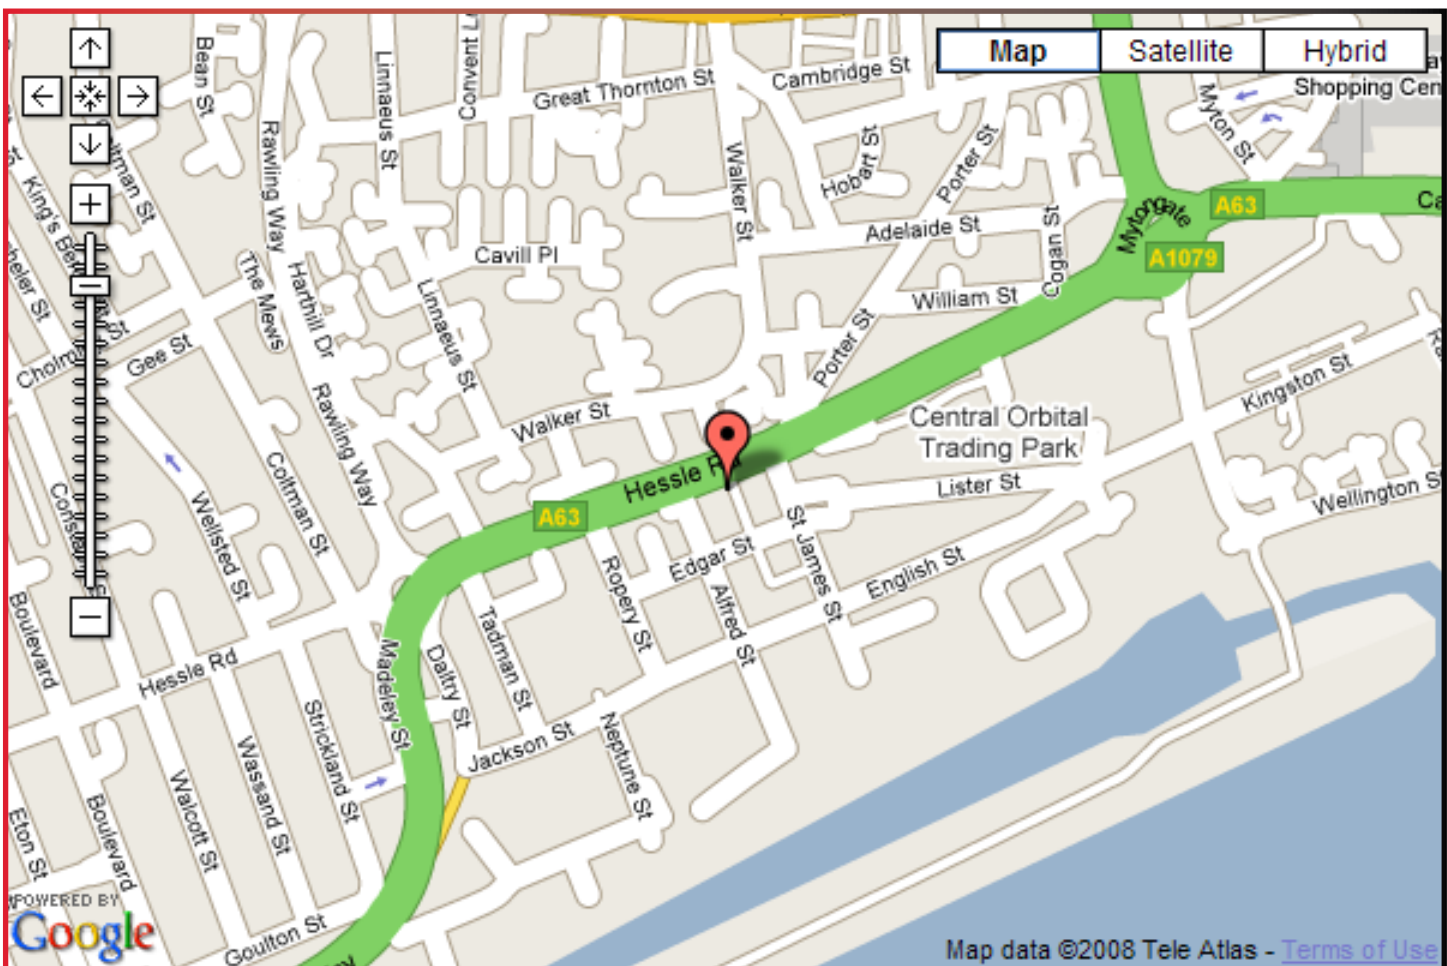 Map
Satellite
Hybrid
Shopping Cen
Bean St
Linnaeus St
Great Thornton St
Cambridge St
Myton St
Rawling Way
Walker St
Hobart St
Porter St
King's
St
Mytongate
A63
Ca
A1079
Adelaide St
Cogan St
Cavill Pl
The Mews
Harthill Dr
Linnaeus St
William St
Gee St
Porter St
Kingston St
Rawling Way
Walker St
Central Orbital
Trading Park
Coltman St
Hessle Rd
A63
Lister St
Wellington S
Wellsted St
St James St
Edgar St
English St
Ropery St
Alfred St
Boulevard
Tadman St
Hessle Rd
Madeley St
Daltry St
Strickland St
Jackson St
Neptune St
Wassand St
Walcott St
Boulevard
Eton St
Goulton St
POWERED BY
Google
Map data ©2008 Tele Atlas - Terms of Use